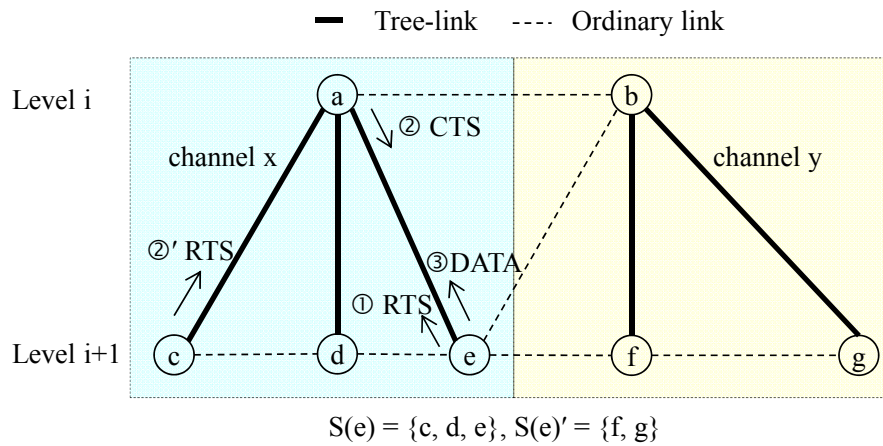 Tree-link Ordinary link
Level i a b
② CTS
channel x channel y
②′ RTS
③DATA
① RTS
Level i+1 c d e f g
S(e) = {c, d, e}, S(e)′ = {f, g}